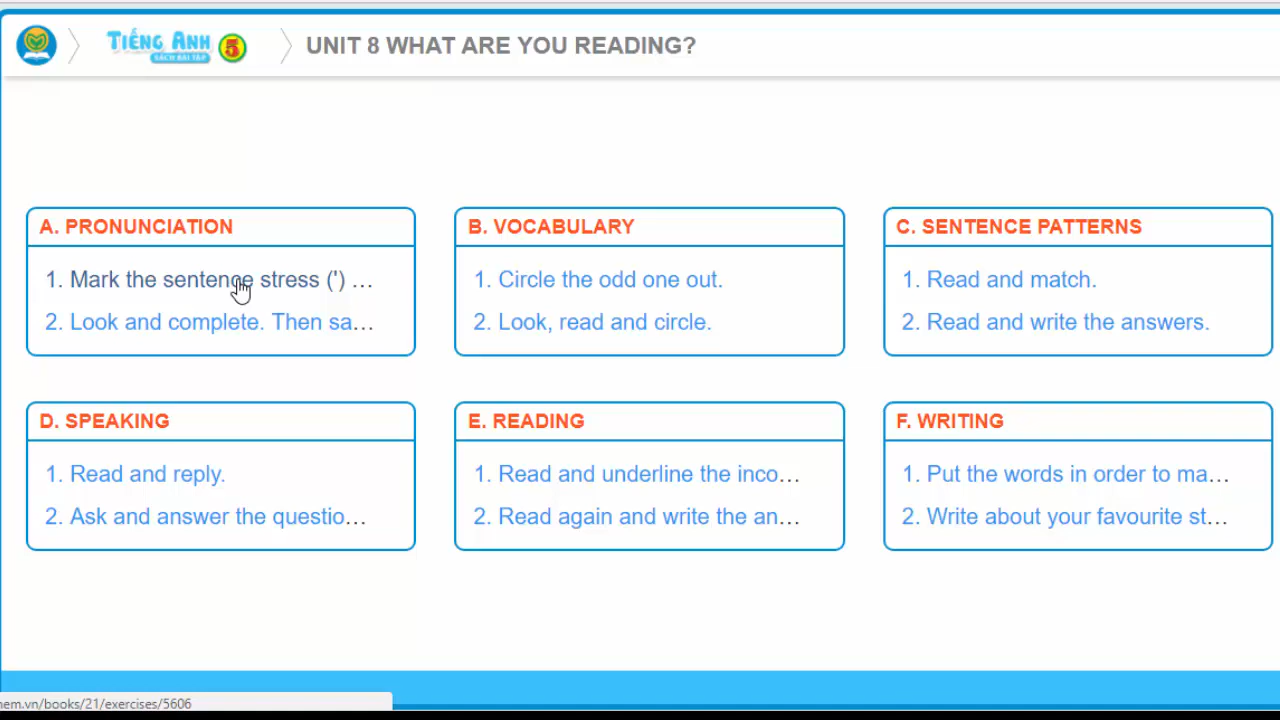 TIẾNG ANH 5
SÁCH BÀI TẬP
UNIT 8 WHAT ARE YOU READING?
A. PRONUNCIATION
1. Mark the sentence stress (') ...
2. Look and complete. Then sa...
B. VOCABULARY
1. Circle the odd one out.
2. Look, read and circle.
C. SENTENCE PATTERNS
1. Read and match.
2. Read and write the answers.
D. SPEAKING
1. Read and reply.
2. Ask and answer the questio...
E. READING
1. Read and underline the inco...
2. Read again and write the an...
F. WRITING
1. Put the words in order to ma...
2. Write about your favourite st...
hem.vn/books/21/exercises/5606